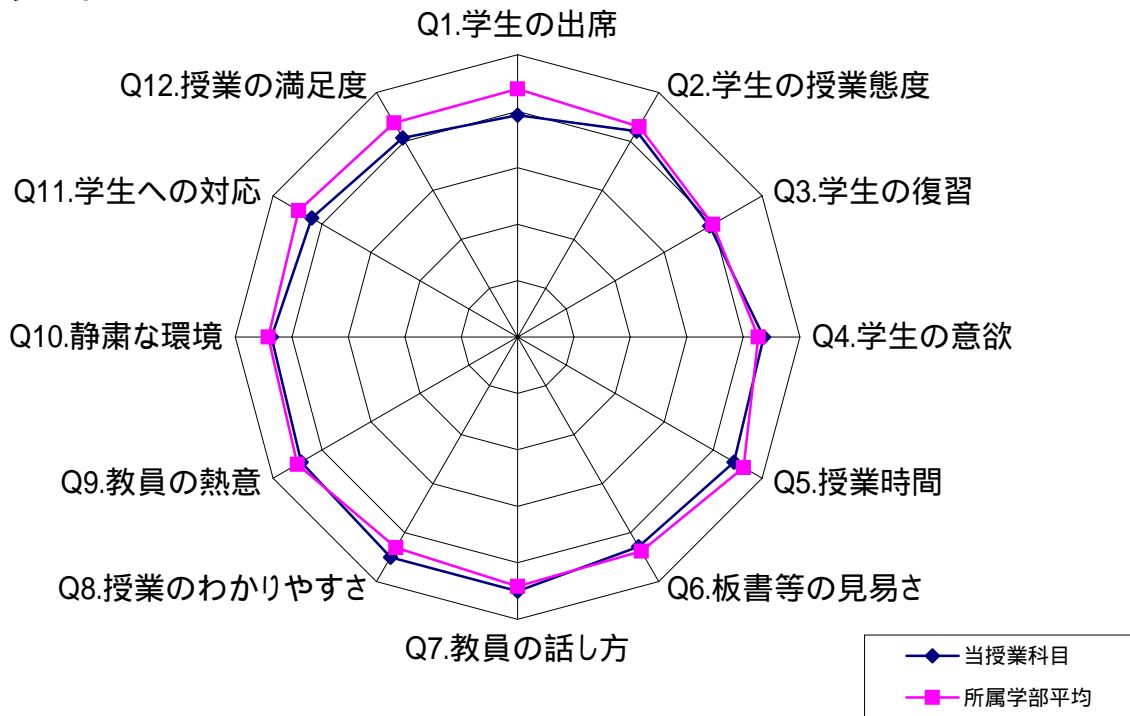 Q1.学生の出席
Q2.学生の授業態度
Q3.学生の復習
Q4.学生の意欲
Q5.授業時間
Q6.板書等の見易さ
Q7.教員の話し方
Q8.授業のわかりやすさ
Q9.教員の熱意
Q10.静粛な環境
Q11.学生への対応
Q12.授業の満足度
当授業科目
所属学部平均